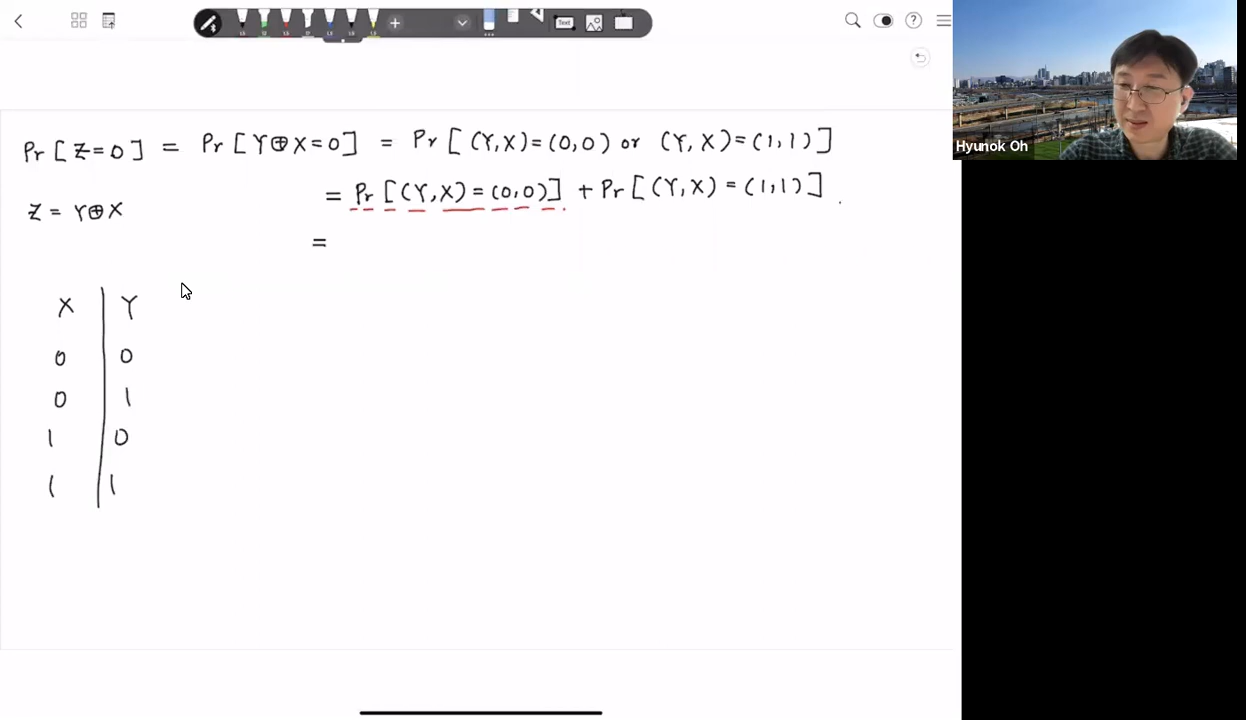 Text
Hyunok Oh
Pr [ Z = 0 ] = Pr [ Y ⊕ X = 0 ] = Pr [ (Y, X) = (0, 0) or (Y, X) = (1, 1) ]
= Pr [ (Y, X) = (0, 0) ] + Pr [ (Y, X) = (1, 1) ]
Z = Y ⊕ X
=
X Y
0 0
0 1
1 0
1 1